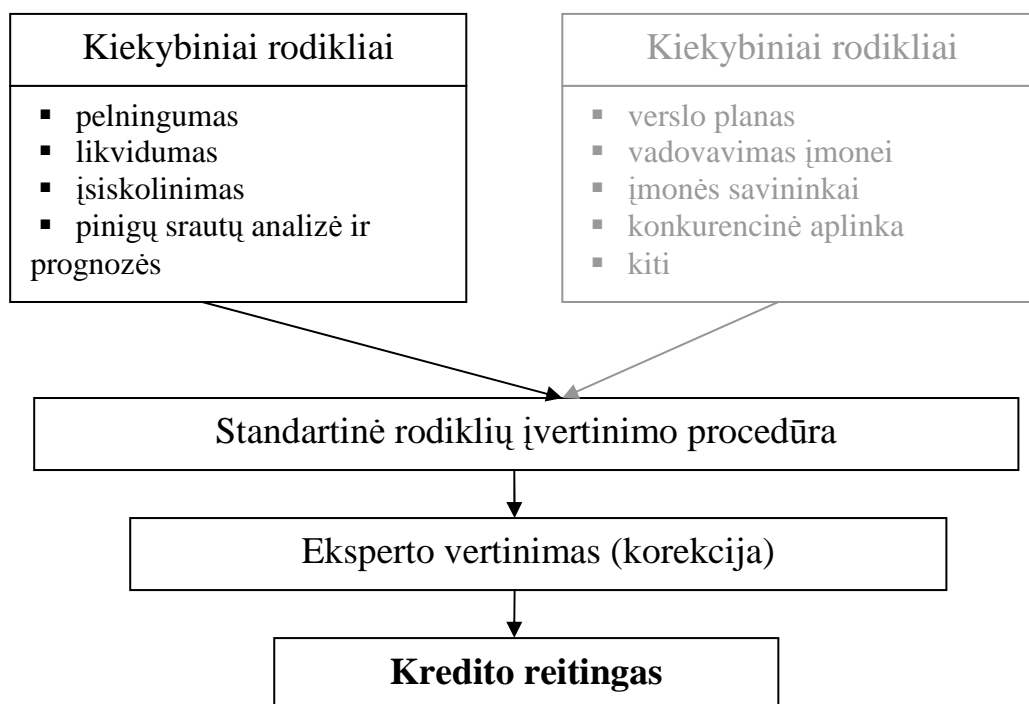 Kiekybiniai rodikliai
▪ pelningumas
▪ likvidumas
▪ įsiskolinimas
▪ pinigų srautų analizė ir
prognozės
Kiekybiniai rodikliai
▪ verslo planas
▪ vadovavimas įmonei
▪ įmonės savininkai
▪ konkurencinė aplinka
▪ kiti
Standartinė rodiklių įvertinimo procedūra
Eksperto vertinimas (korekcija)
Kredito reitingas